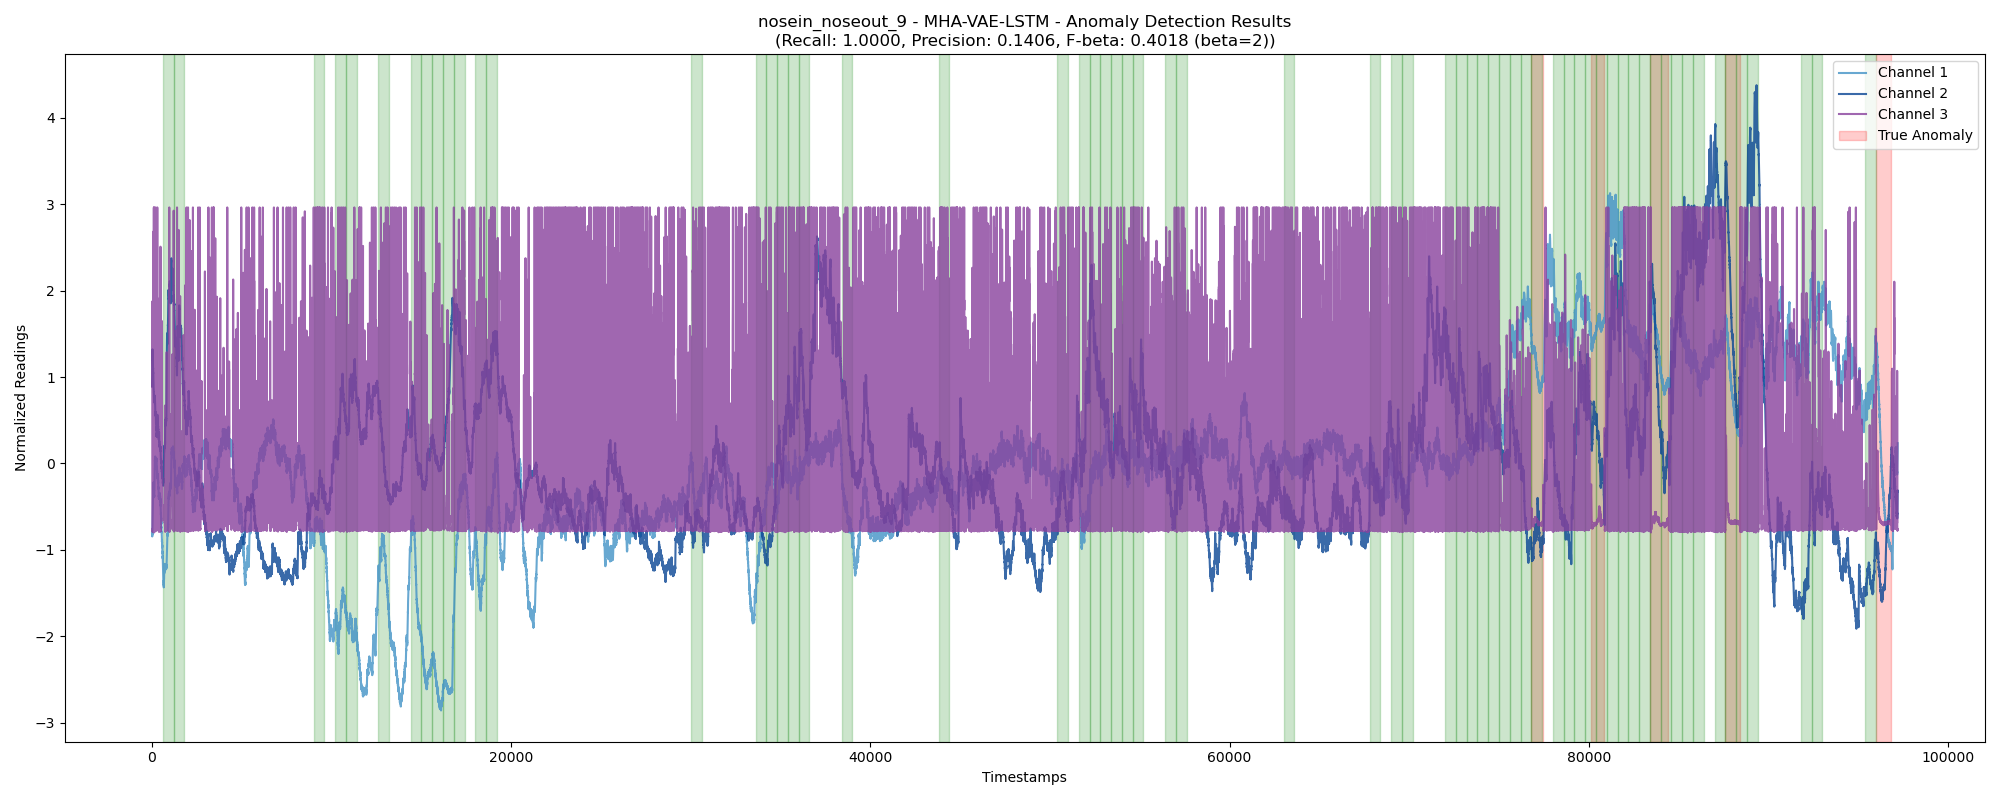 nosein_noseout_9 - MHA-VAE-LSTM - Anomaly Detection Results
(Recall: 1.0000, Precision: 0.1406, F-beta: 0.4018 (beta=2))
Channel 1
Channel 2
Channel 3
True Anomaly
Normalized Readings
4
3
2
1
0
−1
−2
−3
0
20000
40000
60000
80000
100000
Timestamps